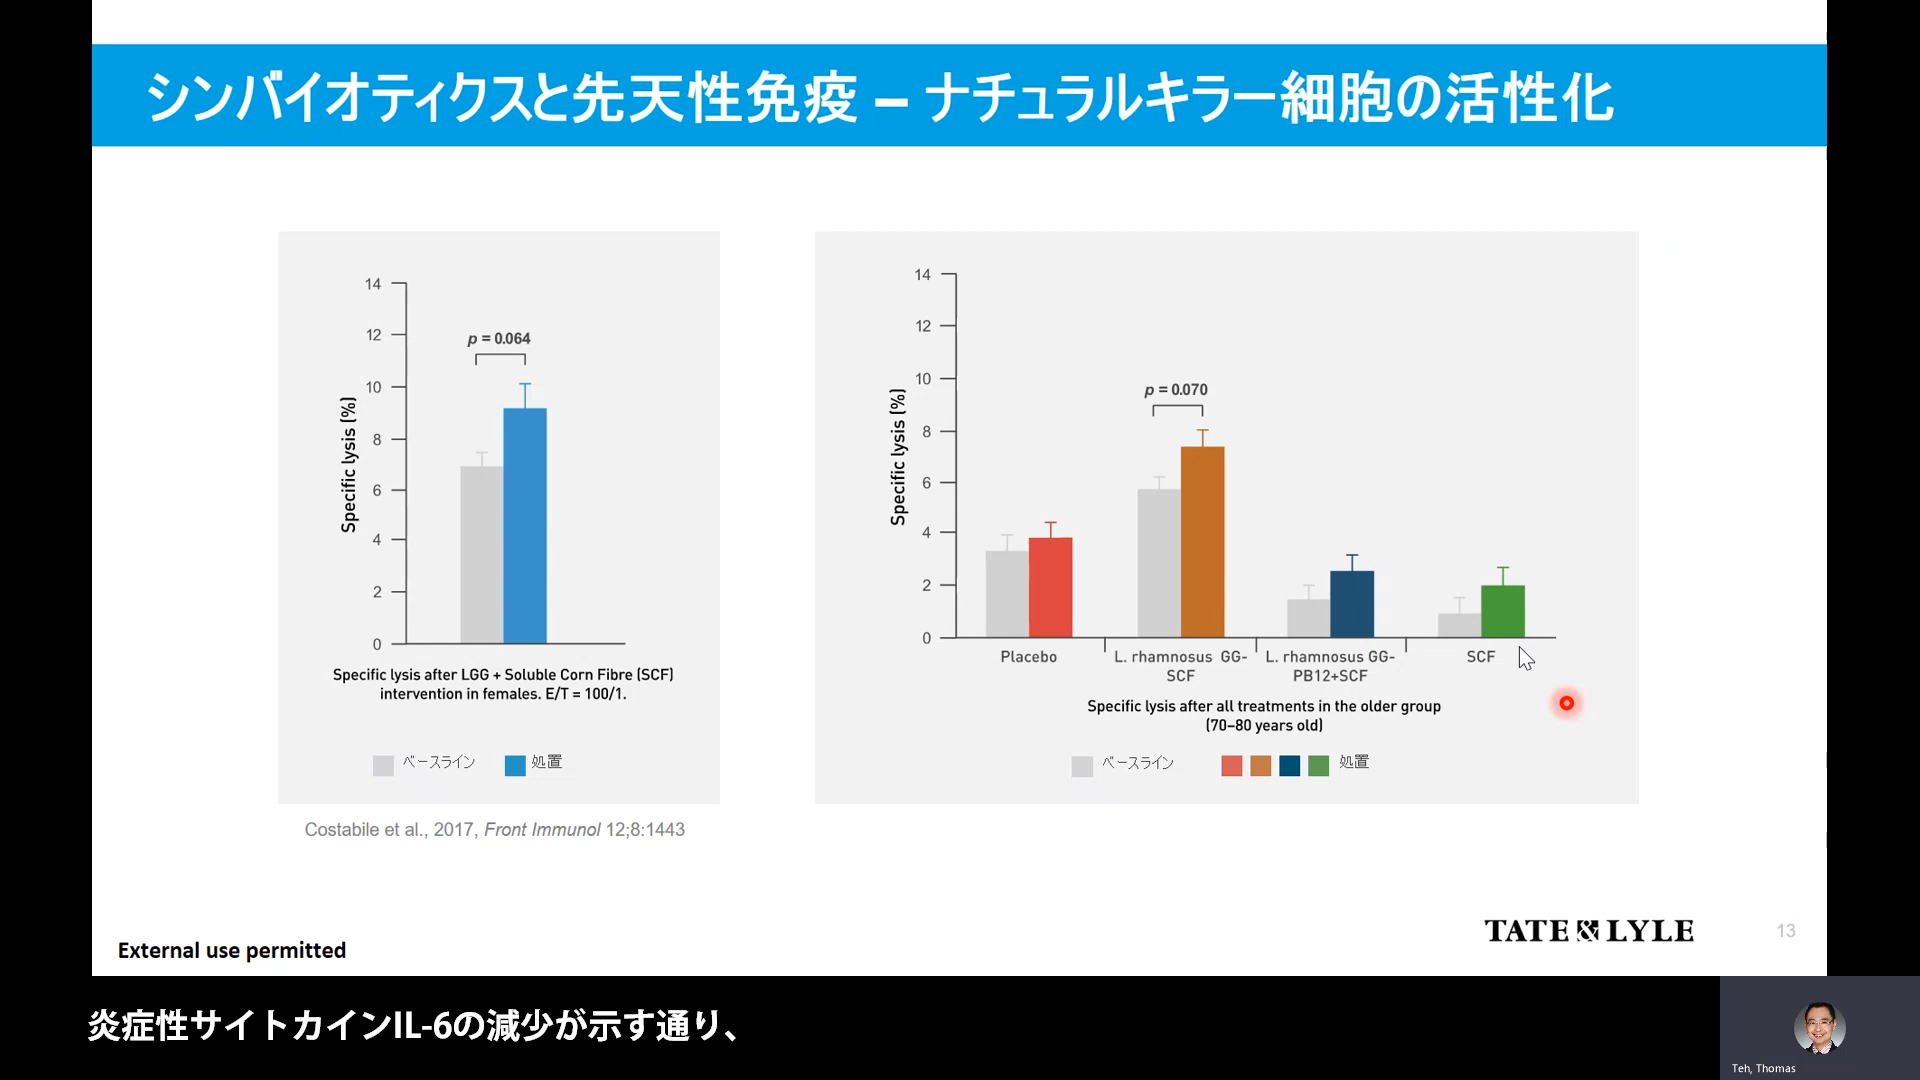 シンバイオティクスと先天性免疫 – ナチュラルキラー細胞の活性化
14
12
10
8
6
4
2
0
Specific lysis (%)
p = 0.064
Specific lysis after LGG + Soluble Corn Fibre (SCF)
intervention in females. E/T = 100/1.
ベースライン 処置
14
12
10
8
6
4
2
0
Specific lysis (%)
p = 0.070
Placebo
L. rhamnosus GG-
SCF
L. rhamnosus GG-
PB12+SCF
SCF
Specific lysis after all treatments in the older group
(70–80 years old)
ベースライン 処置
Costabile et al., 2017, Front Immunol 12;8:1443
External use permitted
TATE & LYLE
13
炎症性サイトカインIL-6の減少が示す通り、
Teh, Thomas